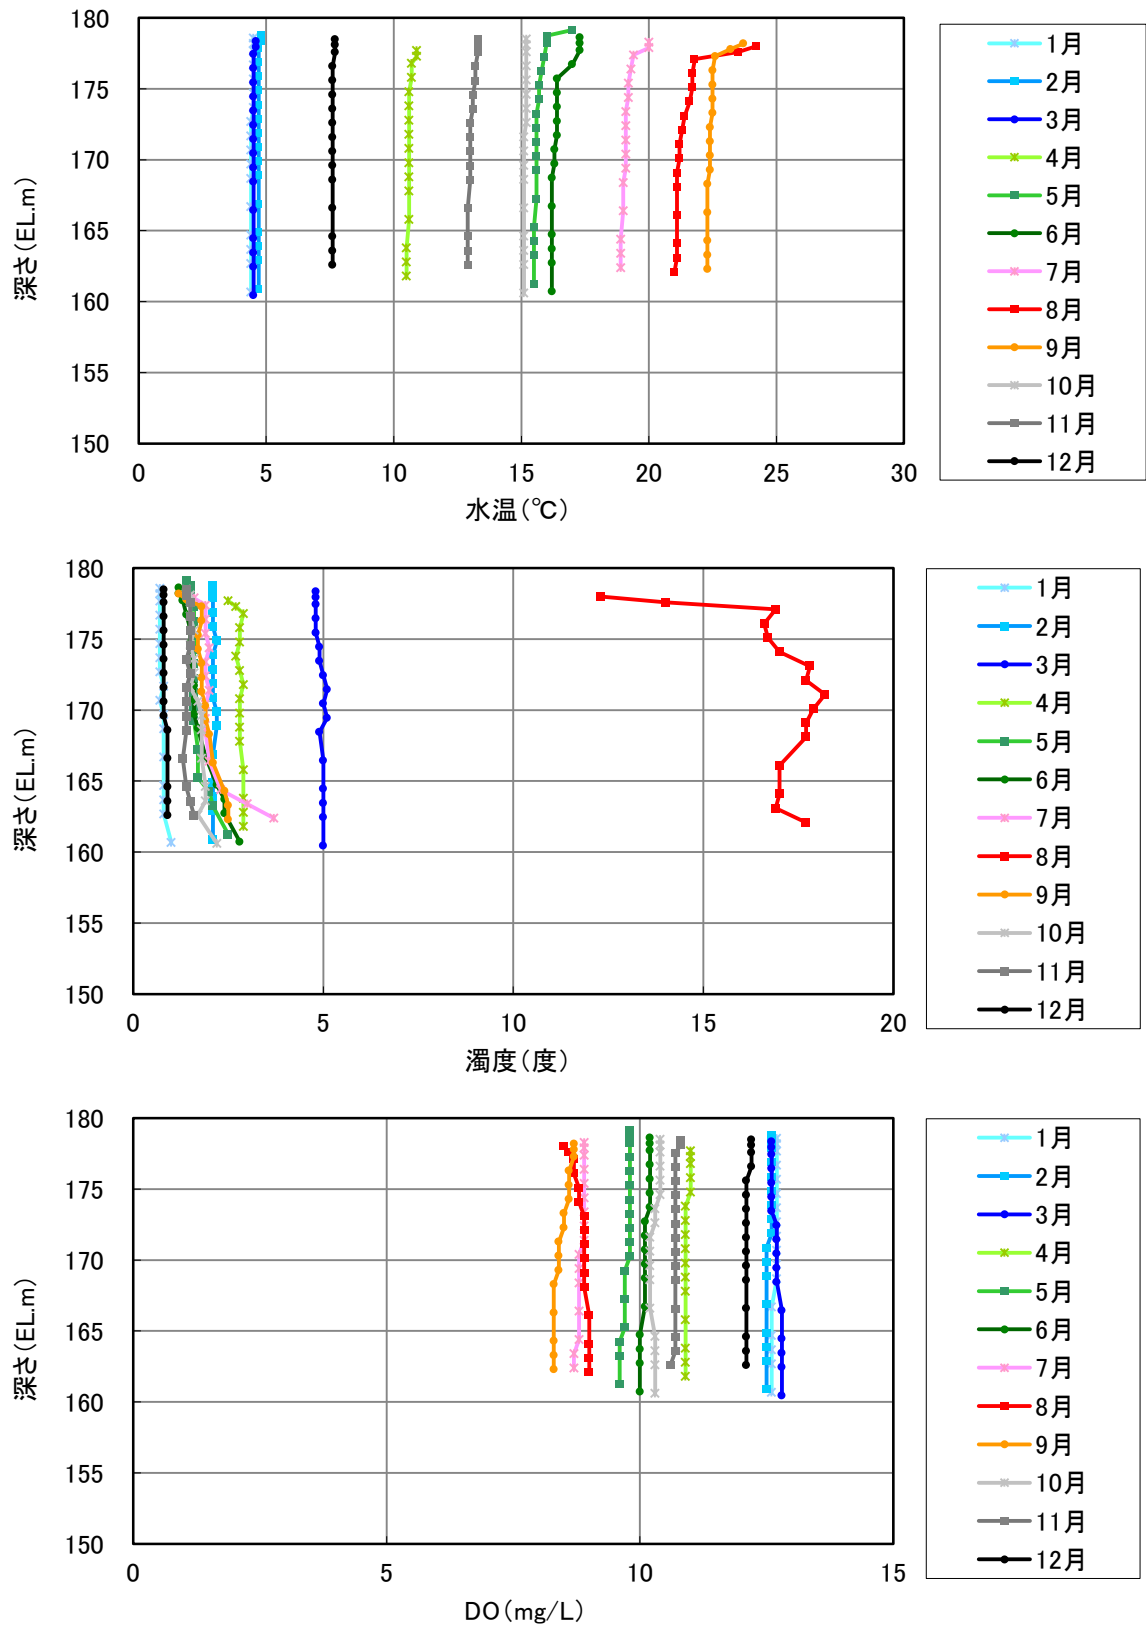 180
175
170
165
160
155
150
深さ(EL.m)
0
5
10
15
20
25
30
水温(℃)
1月
2月
3月
4月
5月
6月
7月
8月
9月
10月
11月
12月
180
175
170
165
160
155
150
深さ(EL.m)
0
5
10
15
20
濁度(度)
1月
2月
3月
4月
5月
6月
7月
8月
9月
10月
11月
12月
180
175
170
165
160
155
150
深さ(EL.m)
0
5
10
15
DO(mg/L)
1月
2月
3月
4月
5月
6月
7月
8月
9月
10月
11月
12月